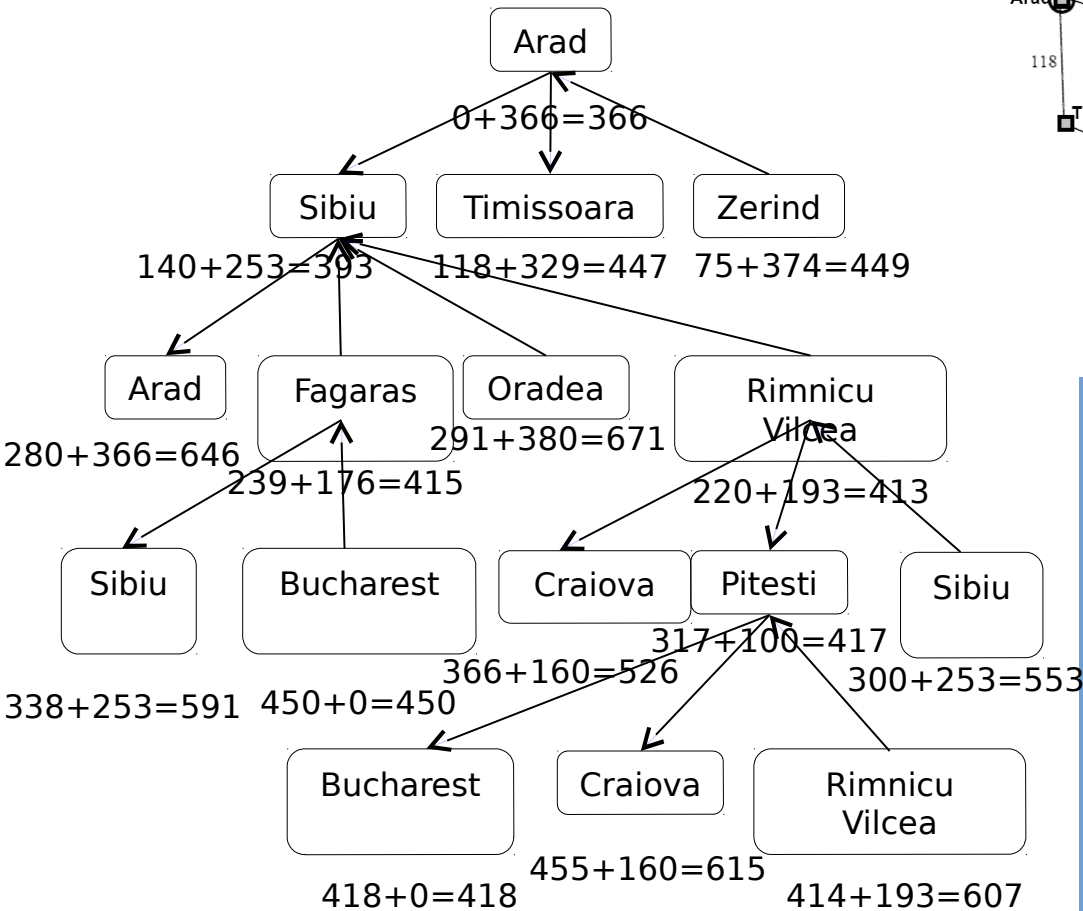 Arad
Arad
118
T
0+366=366
Sibiu
Timissoara
Zerind
140+253=393
118+329=447
75+374=449
Arad
Fagaras
Oradea
Rimnicu
Vilcea
280+366=646
239+176=415
291+380=671
220+193=413
Sibiu
Bucharest
Craiova
Pitesti
Sibiu
338+253=591
450+0=450
366+160=526
317+100=417
300+253=553
Bucharest
Craiova
Rimnicu
Vilcea
418+0=418
455+160=615
414+193=607